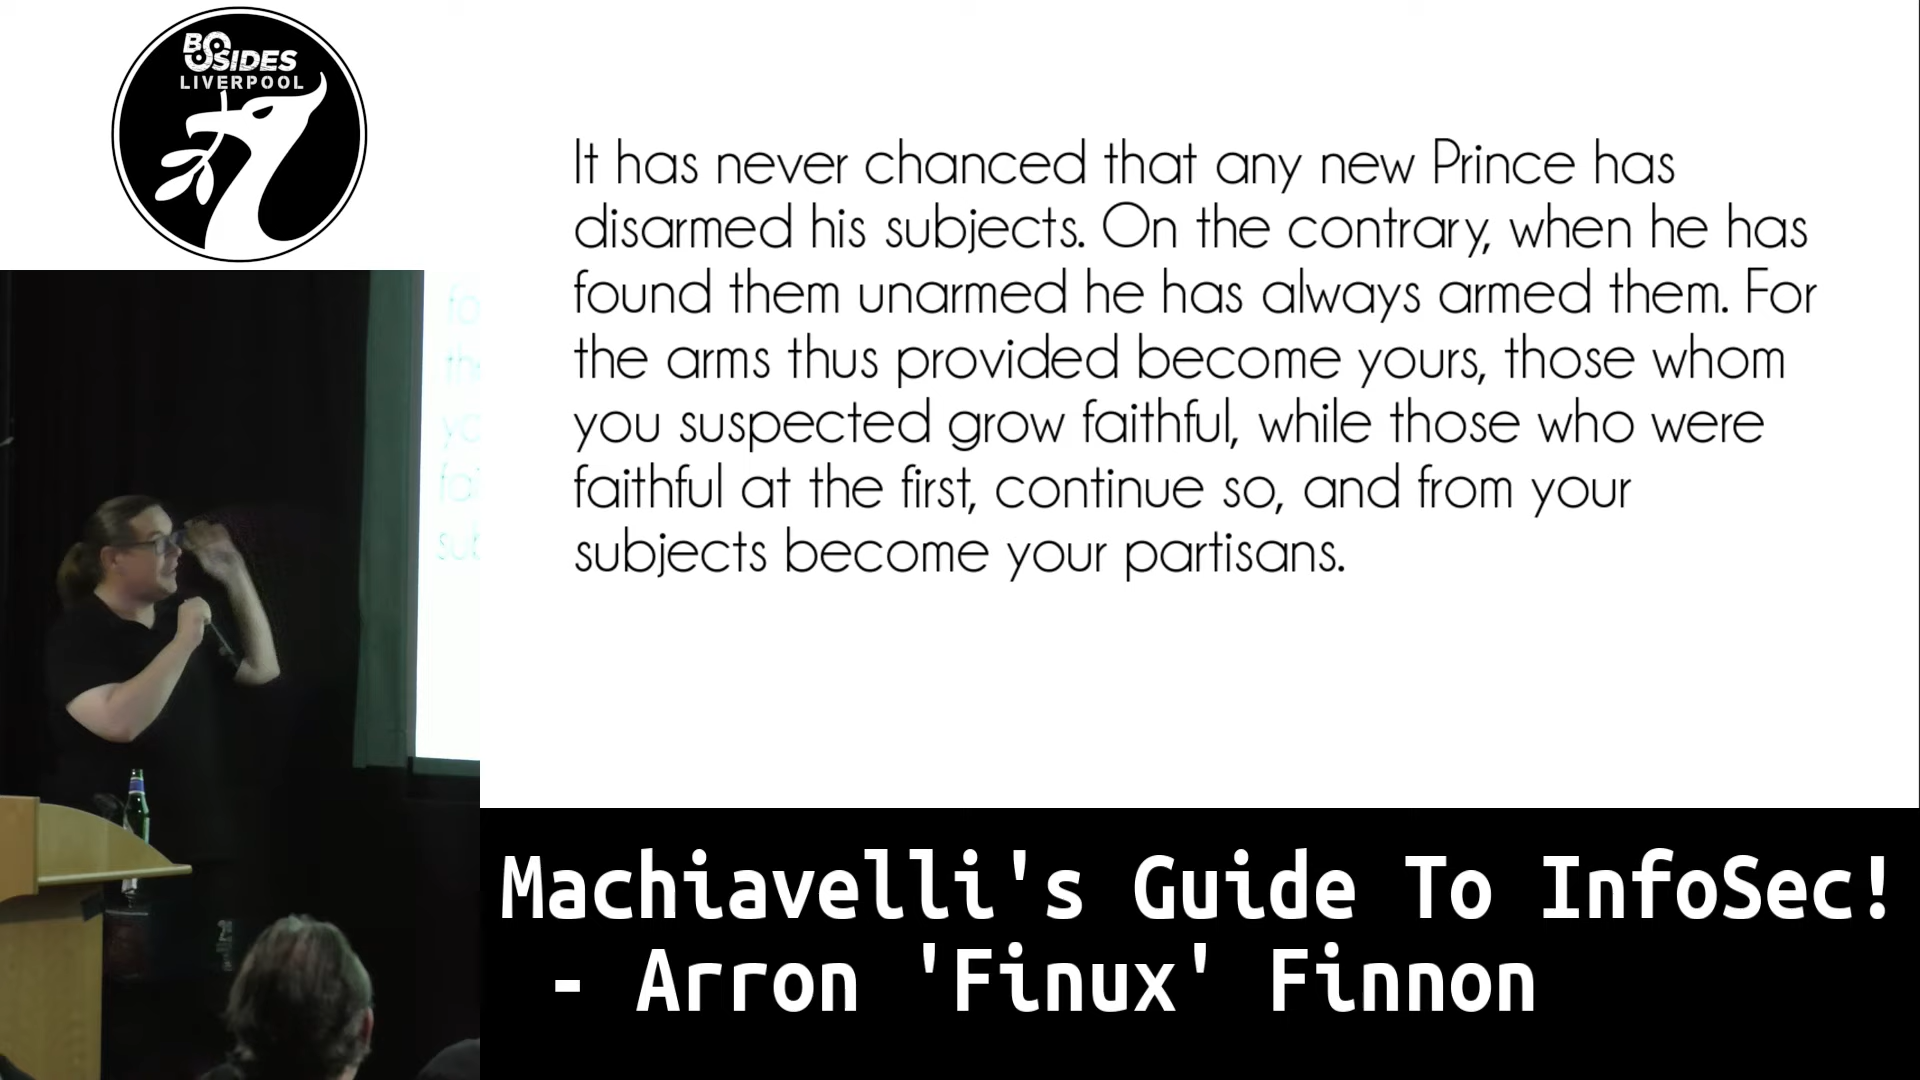 BSIDES
LIVERPOOL
It has never chanced that any new Prince has
disarmed his subjects. On the contrary, when he has
found them unarmed he has always armed them. For
the arms thus provided become yours, those whom
you suspected grow faithful, while those who were
faithful at the first, continue so, and from your
subjects become your partisans.
Machiavelli's Guide To InfoSec!
- Arron 'Finux' Finnon